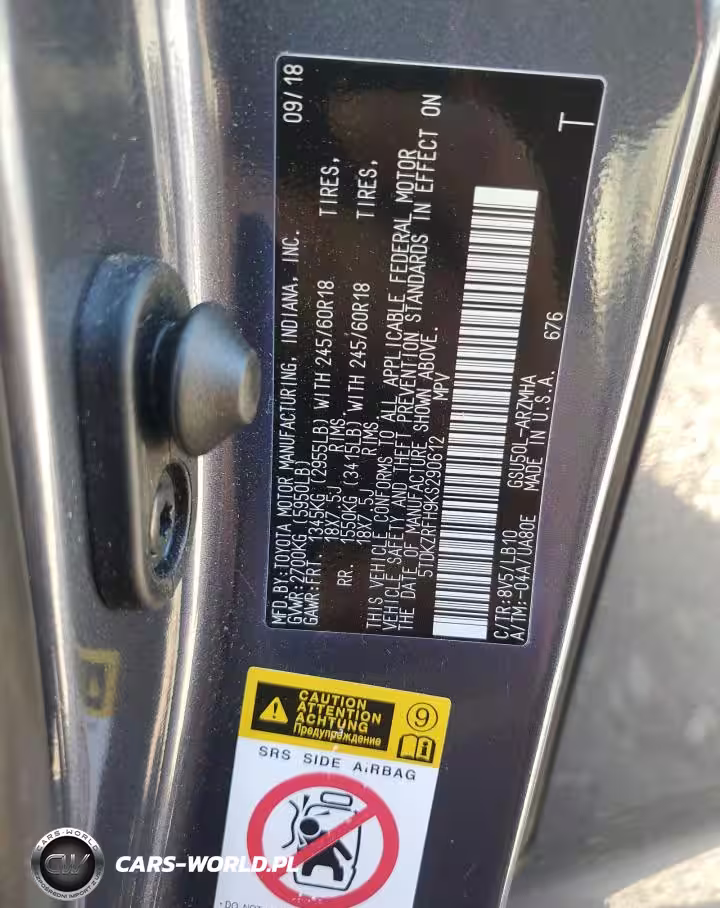 MFD.BY:TOYOTA MOTOR MANUFACTURING, INDIANA, INC. 09/18
GVWR:2700KG (5950LB)
GAWR:FRT 1345KG (2955LB) WITH 245/60R18 TIRES,
18X7.5J RIMS.
RR. 1550KG (3415LB) WITH 245/60R18 TIRES,
18X7.5J RIMS.
THIS VEHICLE CONFORMS TO ALL APPLICABLE FEDERAL MOTOR
VEHICLE SAFETY AND THEFT PREVENTION STANDARDS IN EFFECT ON
THE DATE OF MANUFACTURE SHOWN ABOVE.
5TDKZRFH9KS290612 MPV
C/TR:8V5/LB10 GSU50L-ARZMHA
A/TM:-04A/UA80E MADE IN U.S.A. 676
T
CAUTION
ATTENTION
ACHTUNG
Предупреждение
9
SRS SIDE AIRBAG
CARS-WORLD
CW
CARS-WORLD.PL